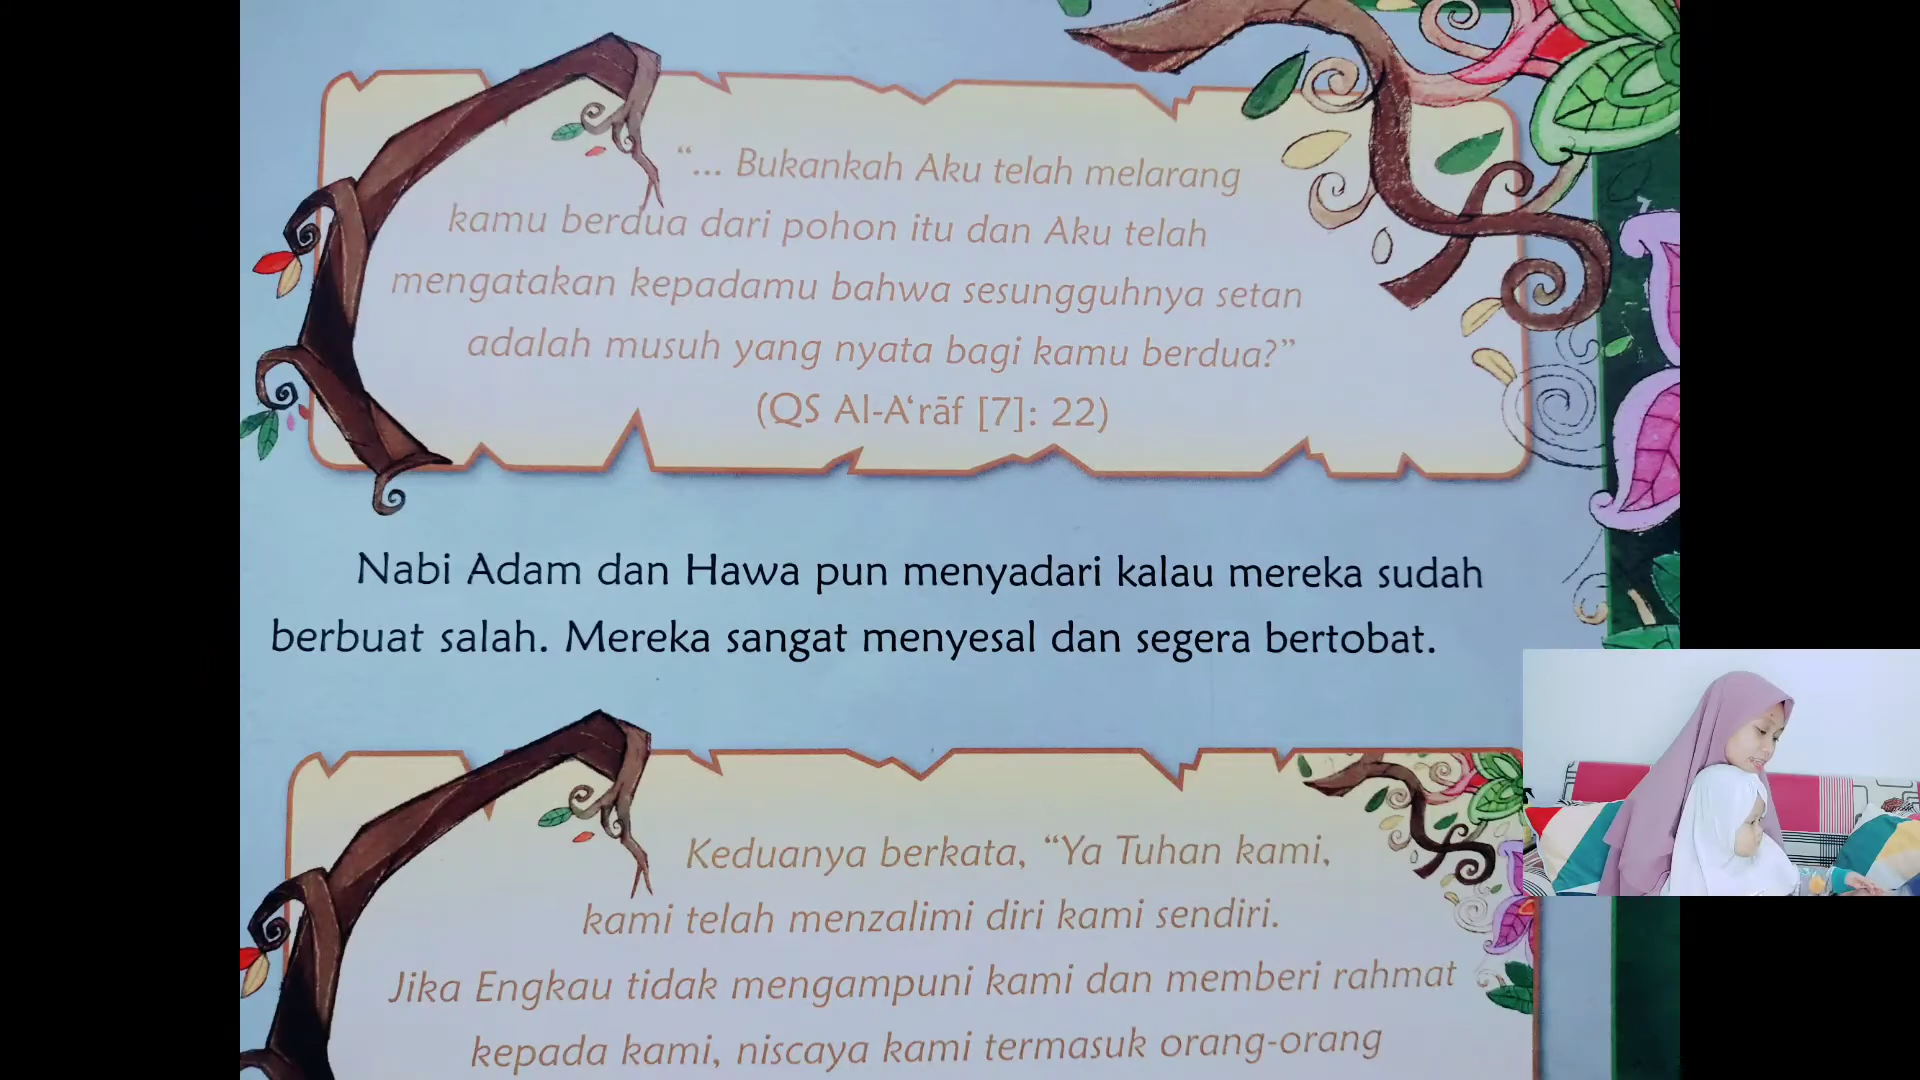 “... Bukankah Aku telah melarang
kamu berdua dari pohon itu dan Aku telah
mengatakan kepadamu bahwa sesungguhnya setan
adalah musuh yang nyata bagi kamu berdua?”
(QS Al-A‘rāf [7]: 22)
Nabi Adam dan Hawa pun menyadari kalau mereka sudah
berbuat salah. Mereka sangat menyesal dan segera bertobat.
Keduanya berkata, “Ya Tuhan kami,
kami telah menzalimi diri kami sendiri.
Jika Engkau tidak mengampuni kami dan memberi rahmat
kepada kami, niscaya kami termasuk orang-orang